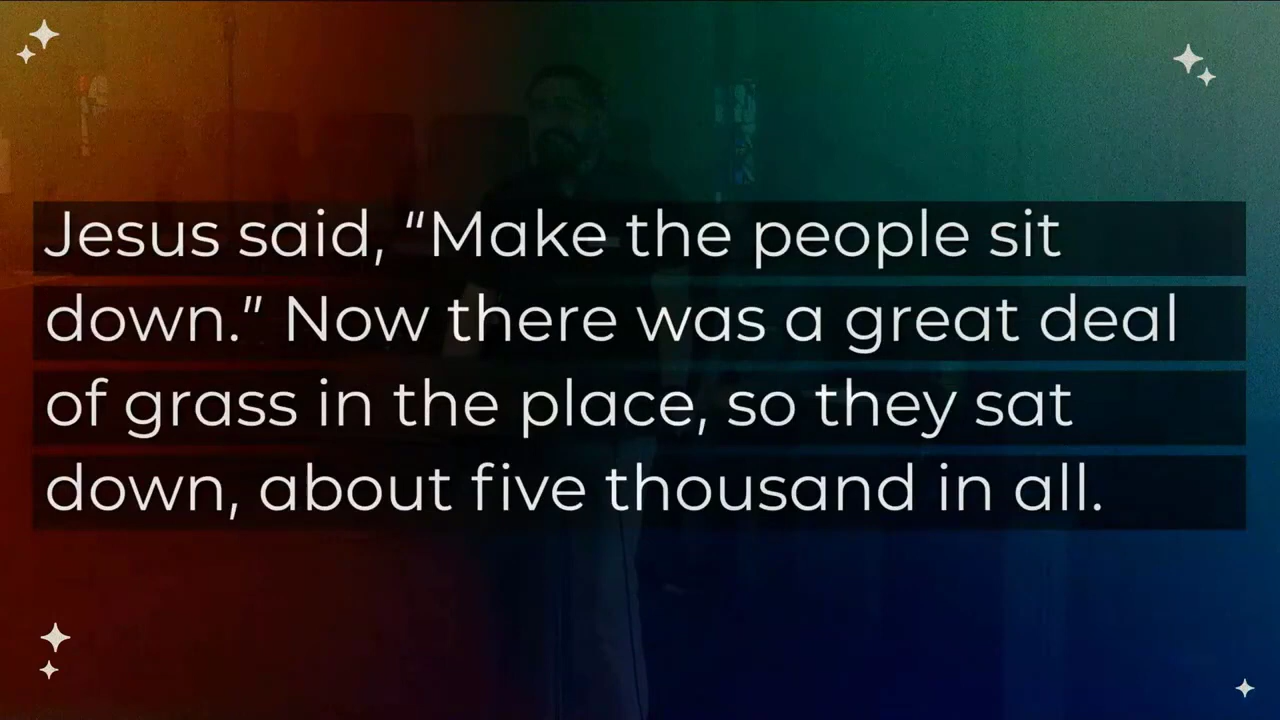 Jesus said, “Make the people sit
down.” Now there was a great deal
of grass in the place, so they sat
down, about five thousand in all.